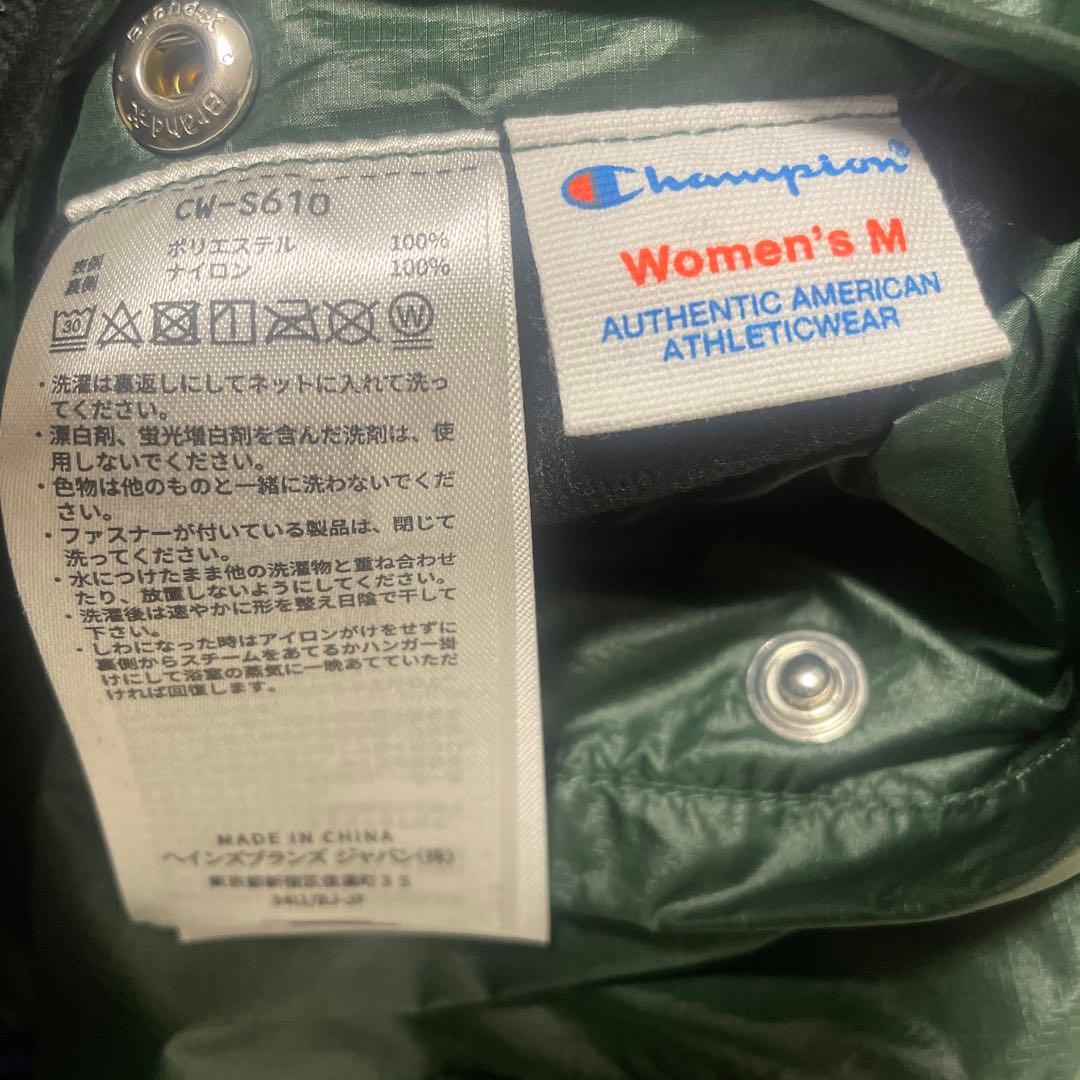 Brand-X
Brand-X
CW-S610
表側 ポリエステル 100%
裏側 ナイロン 100%
30
W
・洗濯は裏返しにしてネットに入れて洗っ
てください。
・漂白剤、蛍光増白剤を含んだ洗剤は、使
用しないでください。
・色物は他のものと一緒に洗わないでくだ
さい。
・ファスナーが付いている製品は、閉じて
洗ってください。
・水につけたまま他の洗濯物と重ね合わせ
たり、放置しないようにしてください。
・洗濯後は速やかに形を整え日陰で干して
下さい。
・しわになった時はアイロンがけをせずに
裏側からスチームをあてるかハンガー掛
けにして浴室の蒸気に一晩あてていただ
ければ回復します。
MADE IN CHINA
ヘインズブランズ ジャパン(株)
東京都新宿区 35
Champion®
Women's M
AUTHENTIC AMERICAN
ATHLETICWEAR